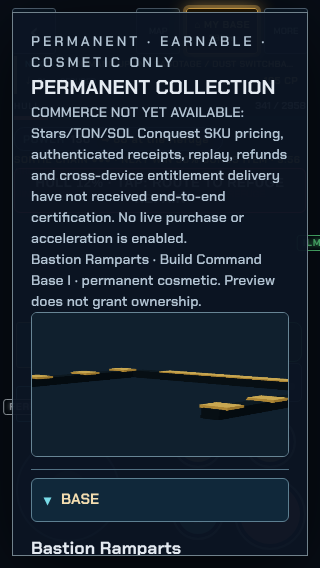 PERMANENT · EARNABLE ·
COSMETIC ONLY
PERMANENT COLLECTION
COMMERCE NOT YET AVAILABLE:
Stars/TON/SOL Conquest SKU pricing,
authenticated receipts, replay, refunds
and cross-device entitlement delivery
have not received end-to-end
certification. No live purchase or
acceleration is enabled.
Bastion Ramparts · Build Command
Base I · permanent cosmetic. Preview
does not grant ownership.
▼ BASE
Bastion Ramparts